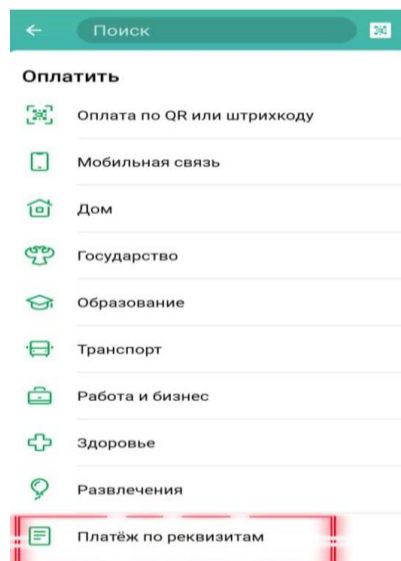 Поиск
Оплатить
Оплата по QR или штрихкоду
Мобильная связь
Дом
Государство
Образование
Транспорт
Работа и бизнес
Здоровье
Развлечения
Платёж по реквизитам